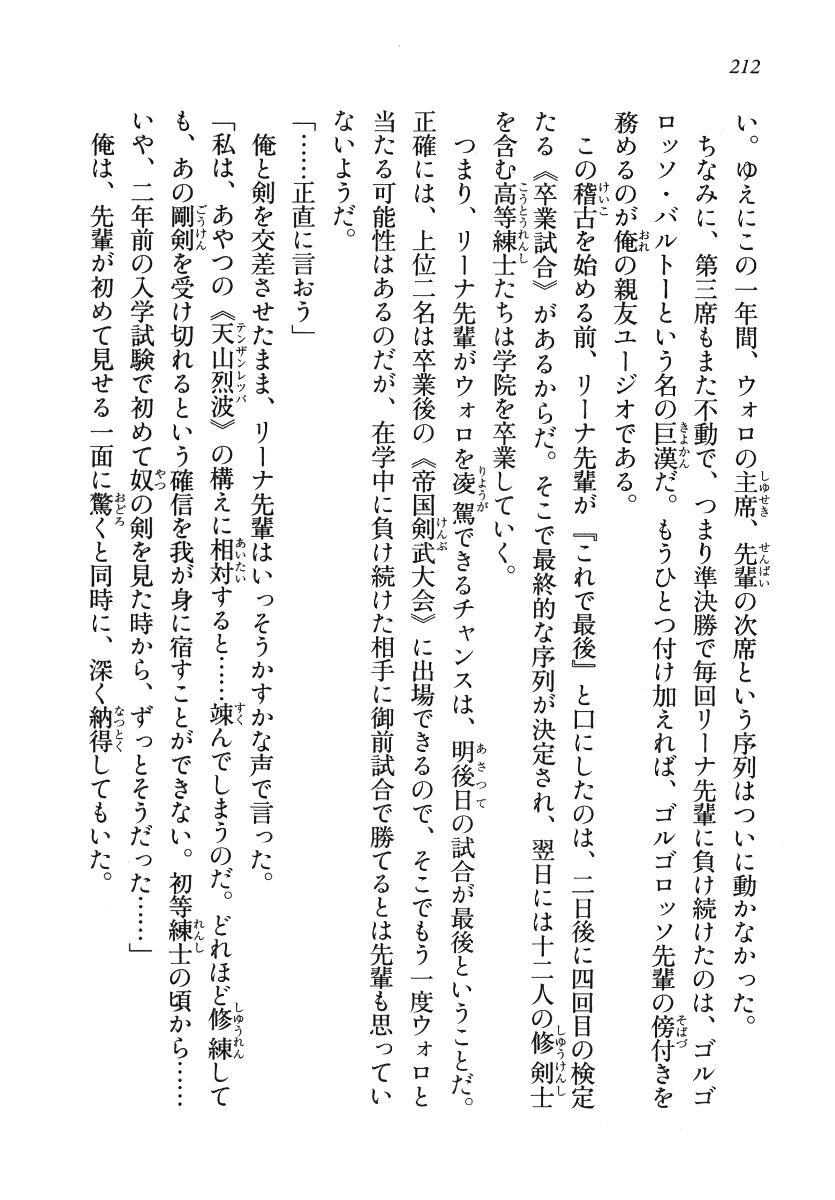 212
い。ゆえにこの一年間、ウォロの主席、先輩の次席という序列はついに動かなかった。
ちなみに、第三席もまた不動で、つまり準決勝で毎回リーナ先輩に負け続けたのは、ゴルゴ
ロッソ・バルトーという名の巨漢だ。もうひとつ付け加えれば、ゴルゴロッソ先輩の傍付きを
務めるのが俺の親友ユージオである。
この稽古を始める前、リーナ先輩が『これで最後』と口にしたのは、二日後に四回目の検定
たる《卒業試合》があるからだ。そこで最終的な序列が決定され、翌日には十二人の修剣士
を含む高等練士たちは学院を卒業していく。
つまり、リーナ先輩がウォロを凌駕できるチャンスは、明後日の試合が最後ということだ。
正確には、上位二名は卒業後の《帝国剣武大会》に出場できるので、そこでもう一度ウォロと
当たる可能性はあるのだが、在学中に負け続けた相手に御前試合で勝てるとは先輩も思ってい
ないようだ。
「……正直に言おう」
俺と剣を交差させたまま、リーナ先輩はいっそうかすかな声で言った。
「私は、あやつの《天山烈波》の構えに相対すると……竦んでしまうのだ。どれほど修練して
も、あの剛剣を受け切れるという確信を我が身に宿すことができない。初等練士の頃から……
いや、二年前の入学試験で初めて奴の剣を見た時から、ずっとそうだった……」
俺は、先輩が初めて見せる一面に驚くと同時に、深く納得してもいた。